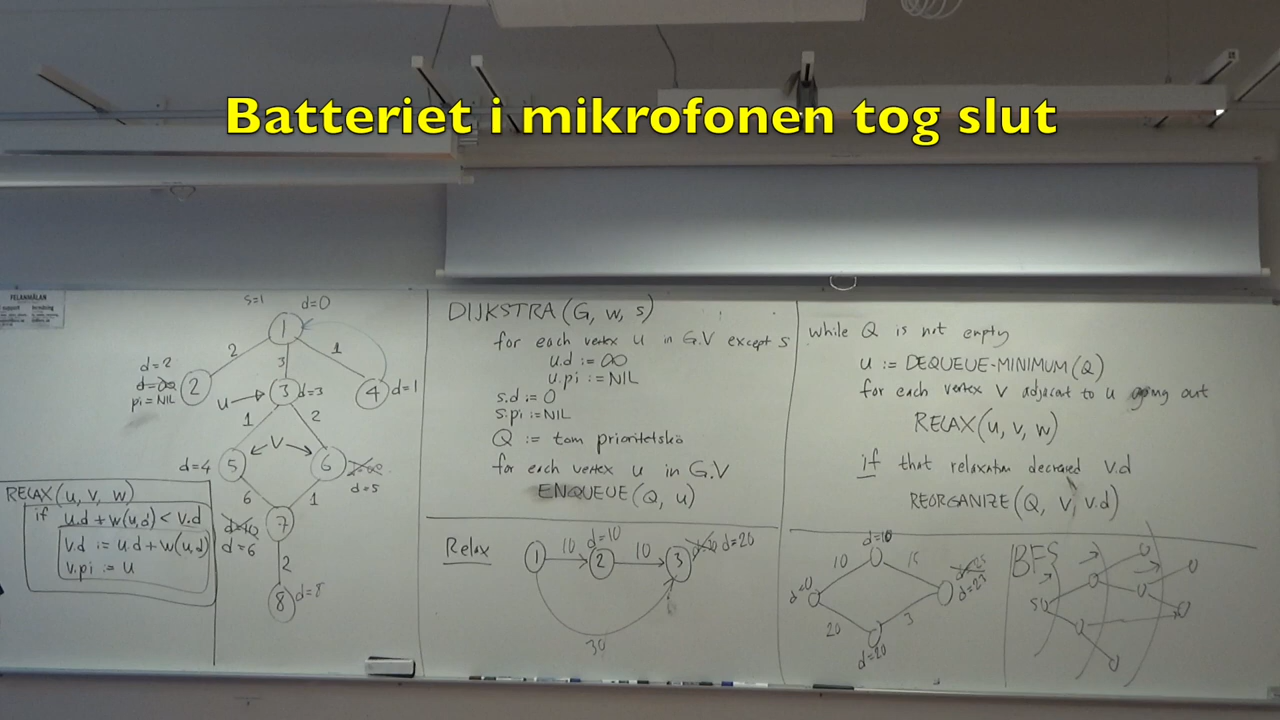 Batteriet i mikrofonen tog slut
FELANMÄLAN
s=1
d=0
1
2
3
1
d=2
d=∞
pi=NIL
2
u
3
d=3
4
d=1
1
2
v
d=4
5
6
d=5
6
1
7
d=6
2
8
d=8
RELAX(u, v, w)
if u.d + w(u,d) < v.d
v.d := u.d + w(u,d)
v.pi := u
DIJKSTRA(G, w, s)
for each vertex u in G.V except s
u.d := ∞
u.pi := NIL
s.d := 0
s.pi := NIL
Q := tom prioritetskö
for each vertex u in G.V
ENQUEUE(Q, u)
Relax
1
10
2
d=10
10
3
d=20
30
while Q is not empty
u := DEQUEUE-MINIMUM(Q)
for each vertex v adjacent to u going out
RELAX(u, v, w)
if that relaxation decreased v.d
REORGANIZE(Q, v, v.d)
d=0
10
d=10
15
d=25
d=23
20
d=20
3
BFS
s